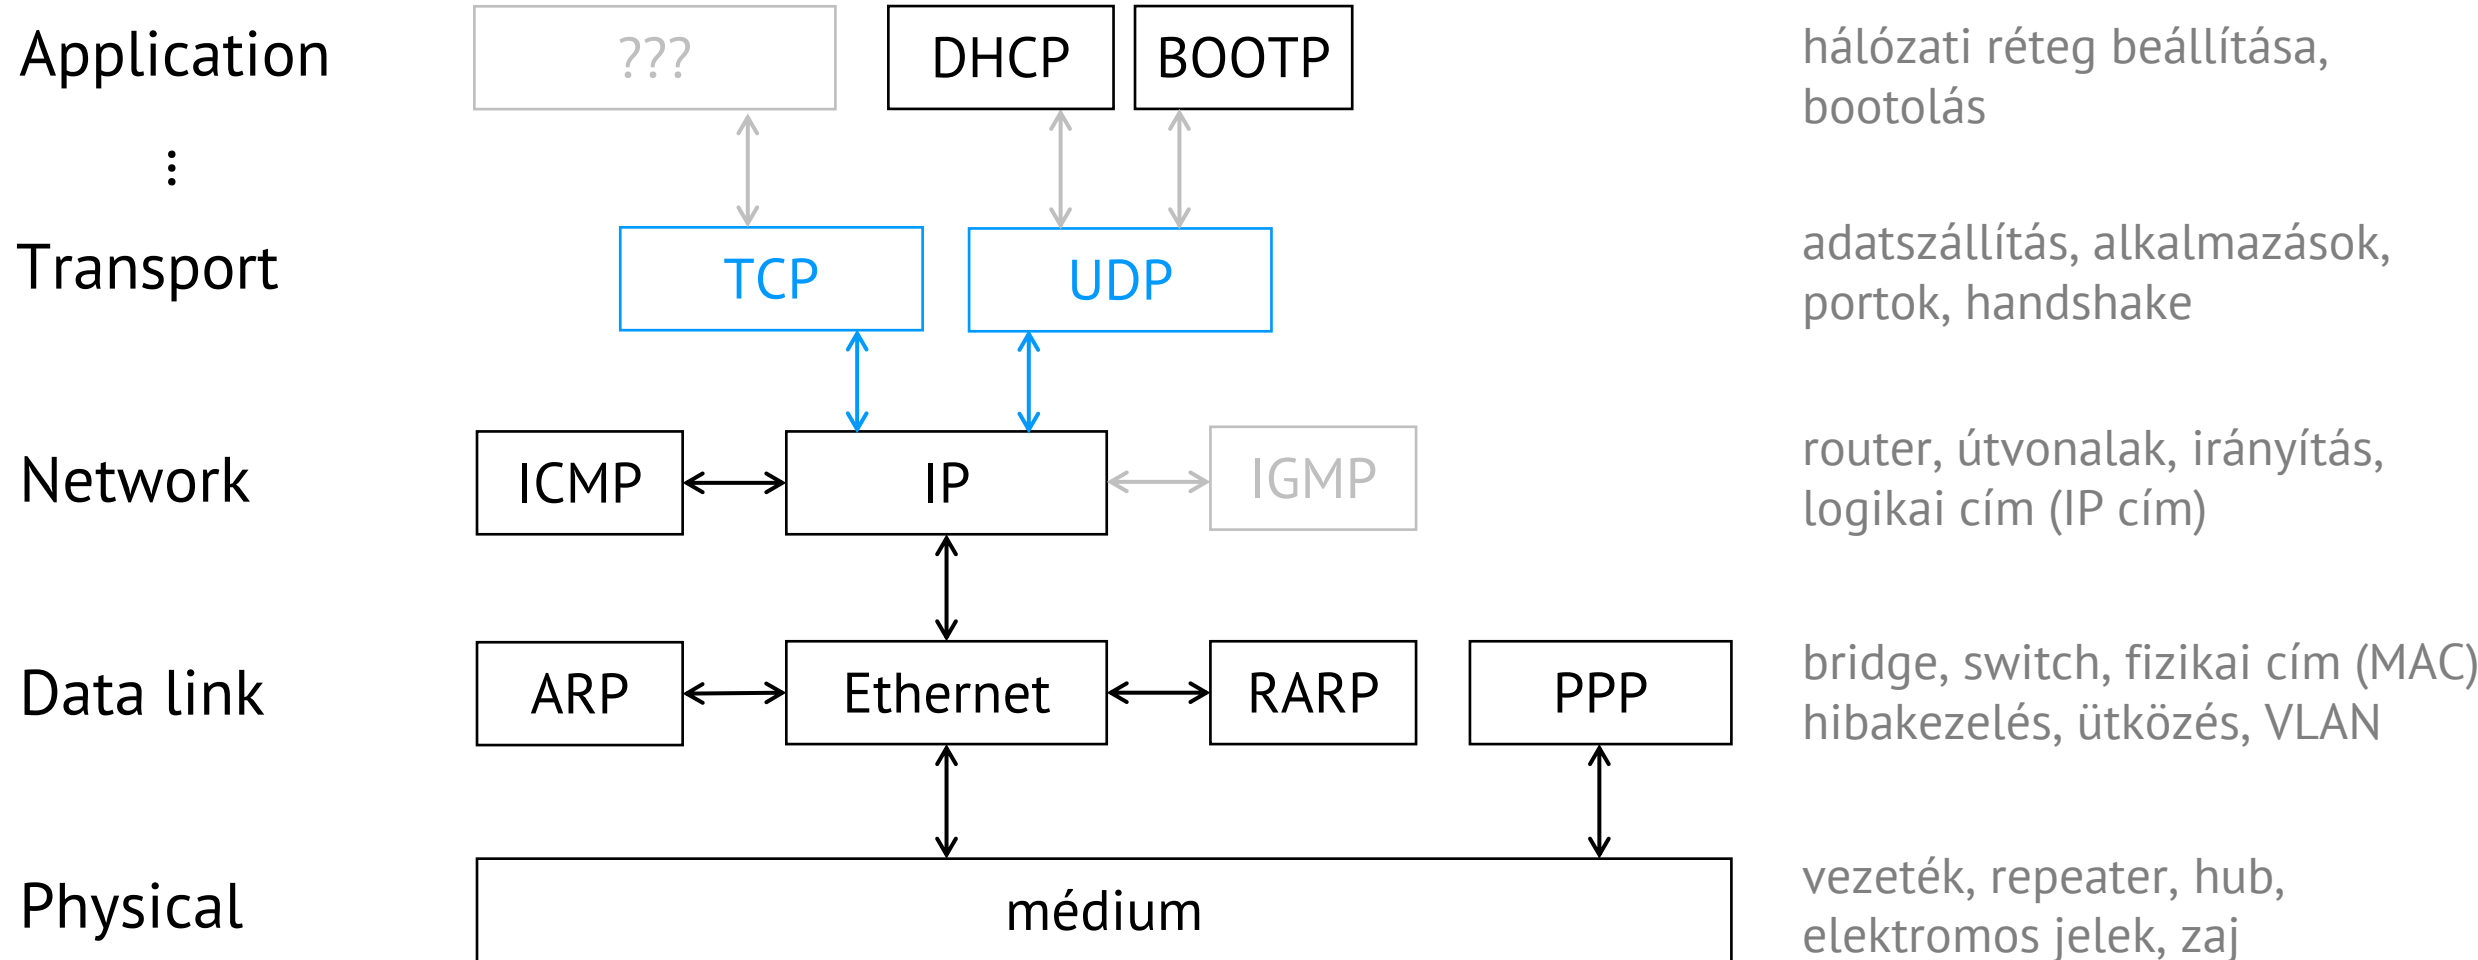 Application
???
DHCP
BOOTP
hálózati réteg beállítása,
bootolás
...
Transport
TCP
UDP
adatszállítás, alkalmazások,
portok, handshake
Network
ICMP
IP
IGMP
router, útvonalak, irányítás,
logikai cím (IP cím)
Data link
ARP
Ethernet
RARP
PPP
bridge, switch, fizikai cím (MAC)
hibakezelés, ütközés, VLAN
Physical
médium
vezeték, repeater, hub,
elektromos jelek, zaj